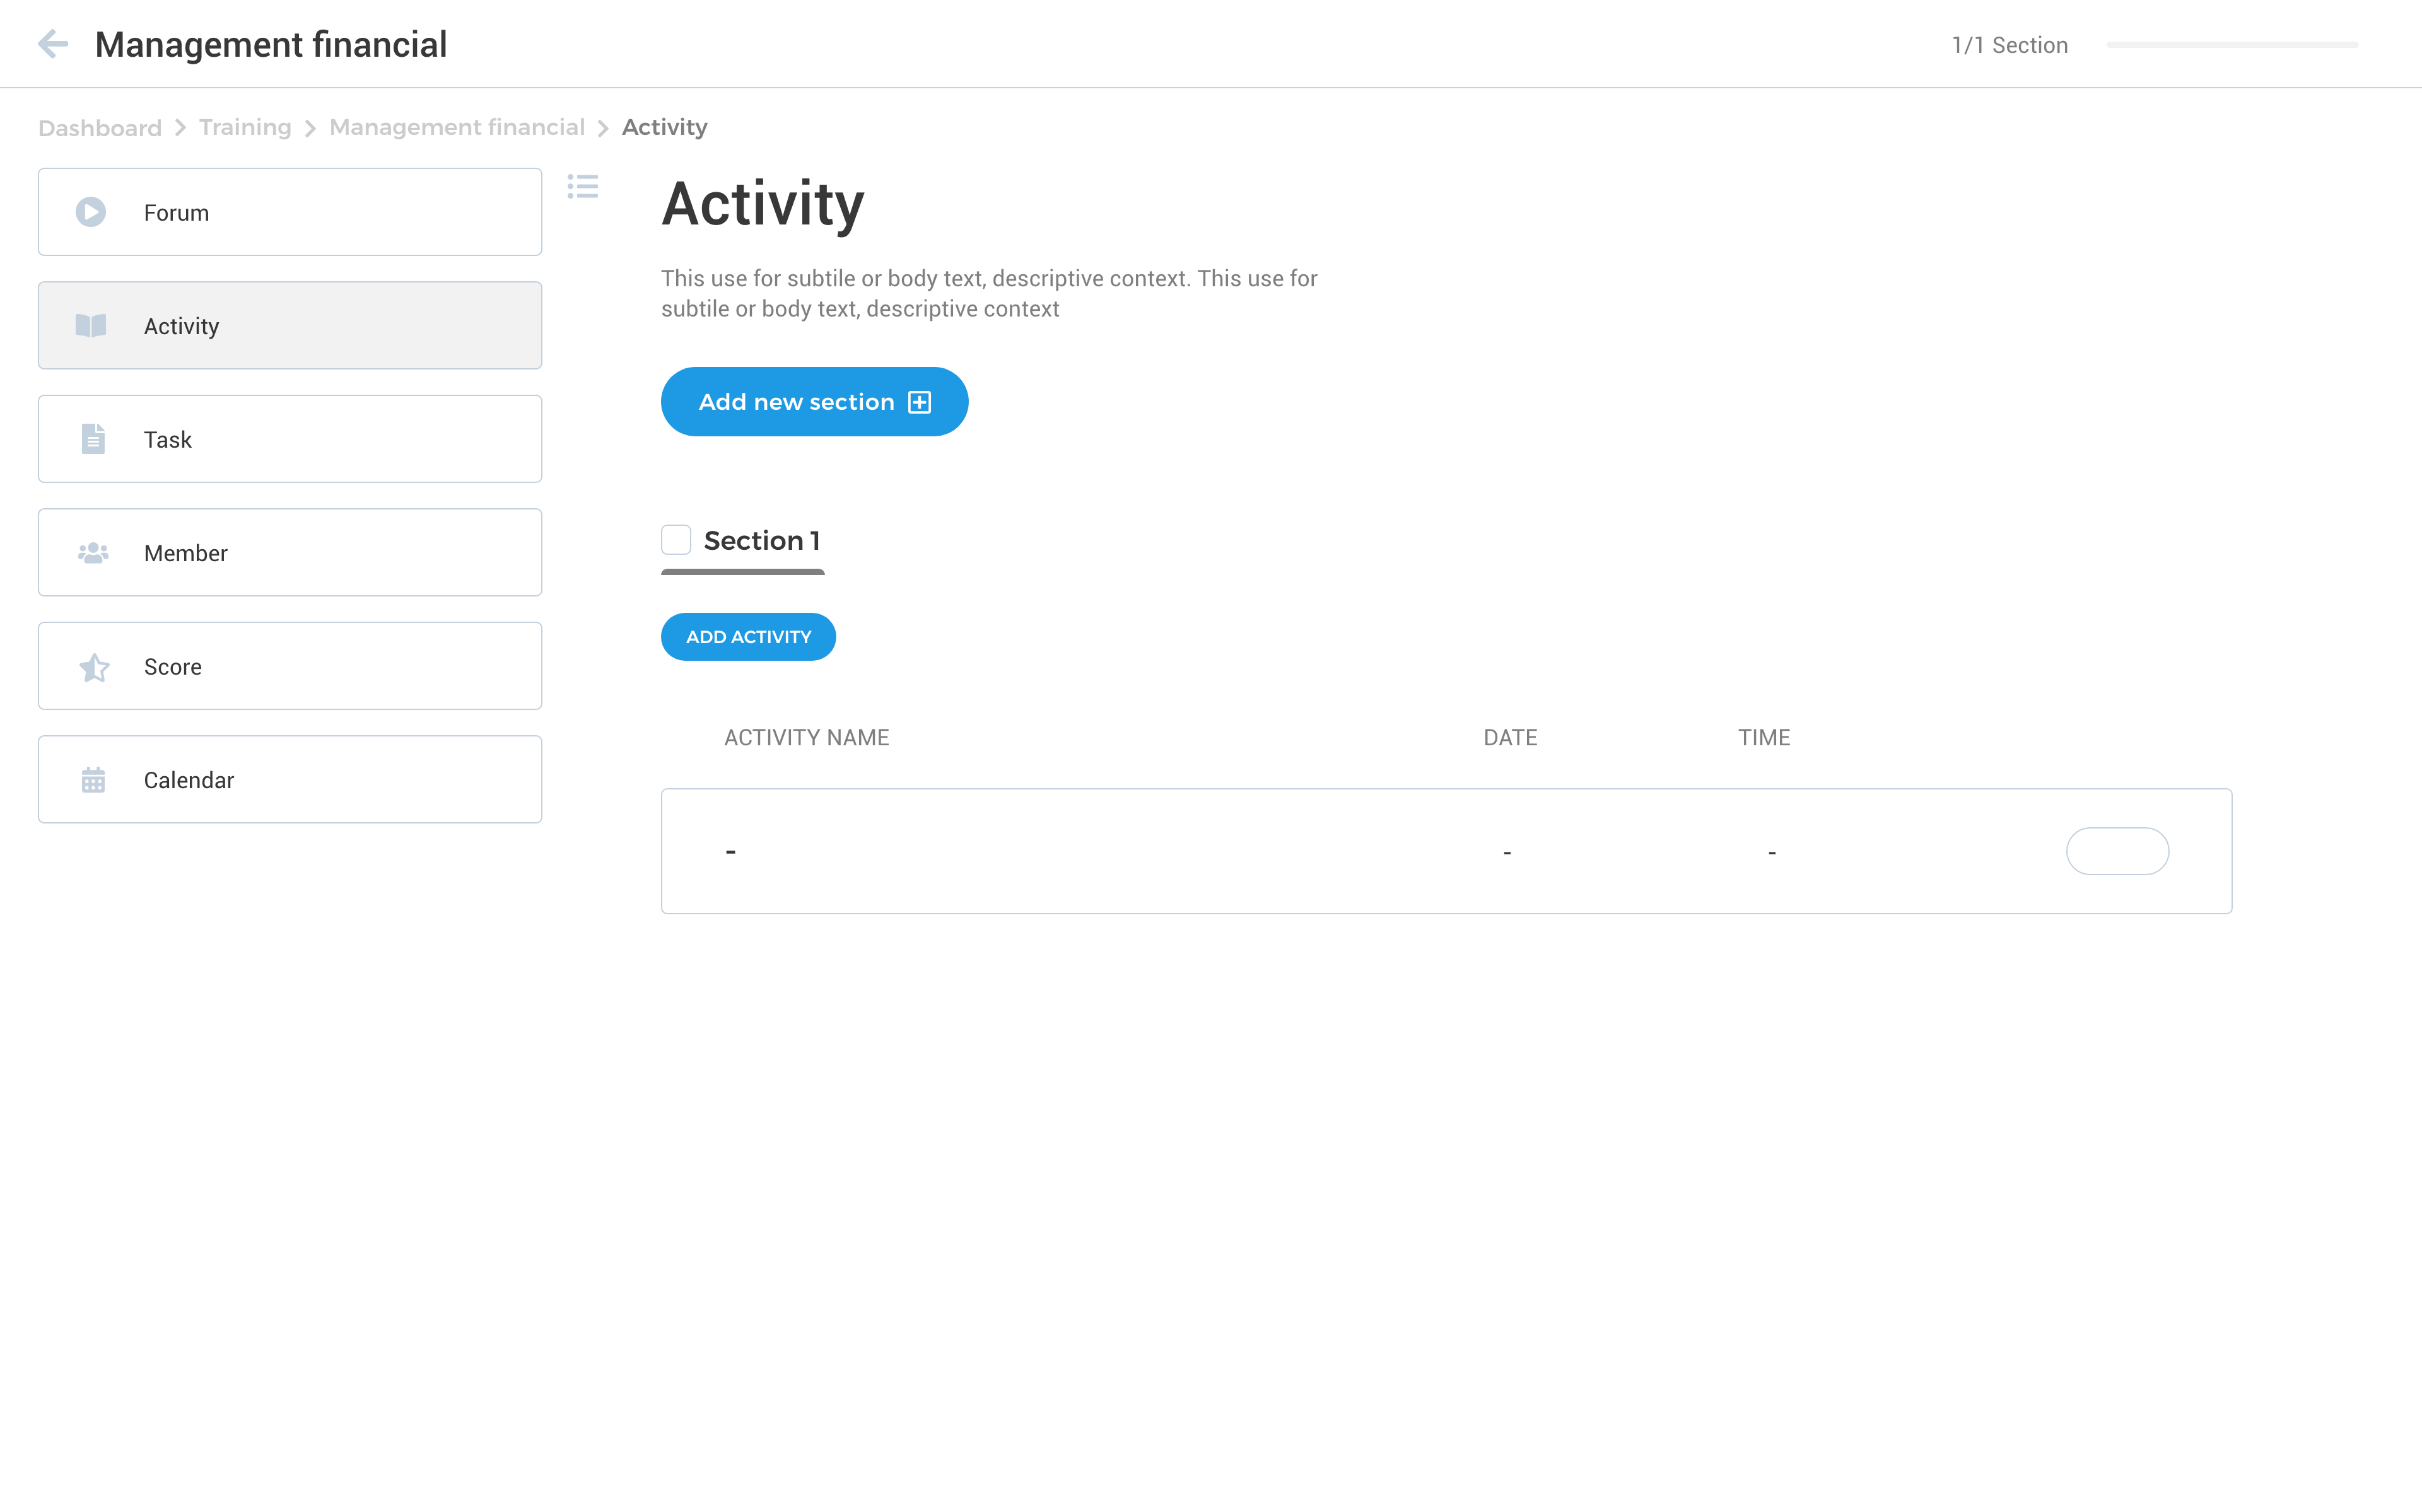 Management financial
1/1 Section
Dashboard > Training > Management financial > Activity
Forum
Activity
Task
Member
Score
Calendar
Activity
This use for subtile or body text, descriptive context. This use for
subtile or body text, descriptive context
Add new section
Section 1
ADD ACTIVITY
ACTIVITY NAME DATE TIME
- - -